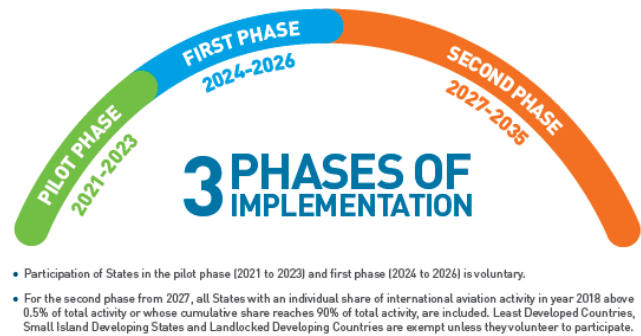 PILOT PHASE
2021-2023
FIRST PHASE
2024-2026
SECOND PHASE
2027-2035
3 PHASES OF
IMPLEMENTATION
• Participation of States in the pilot phase (2021 to 2023) and first phase (2024 to 2026) is voluntary.
• For the second phase from 2027, all States with an individual share of international aviation activity in year 2018 above
0.5% of total activity or whose cumulative share reaches 90% of total activity, are included. Least Developed Countries,
Small Island Developing States and Landlocked Developing Countries are exempt unless they volunteer to participate.